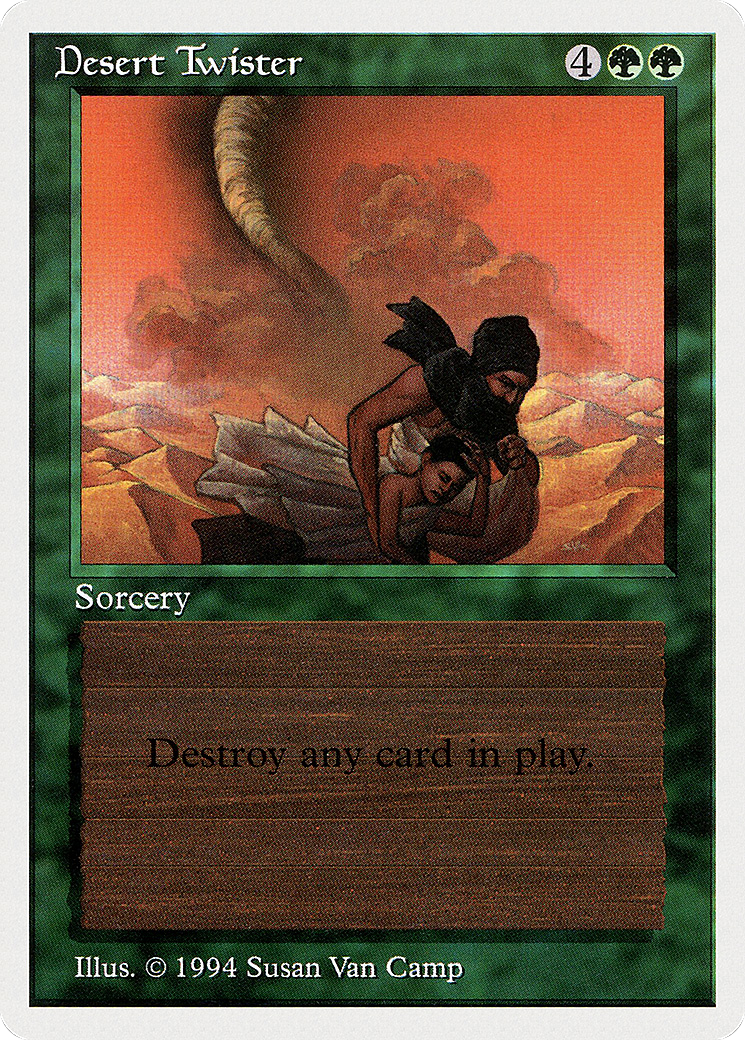 Desert Twister 4
Sorcery
Destroy any card in play.
Illus. © 1994 Susan Van Camp